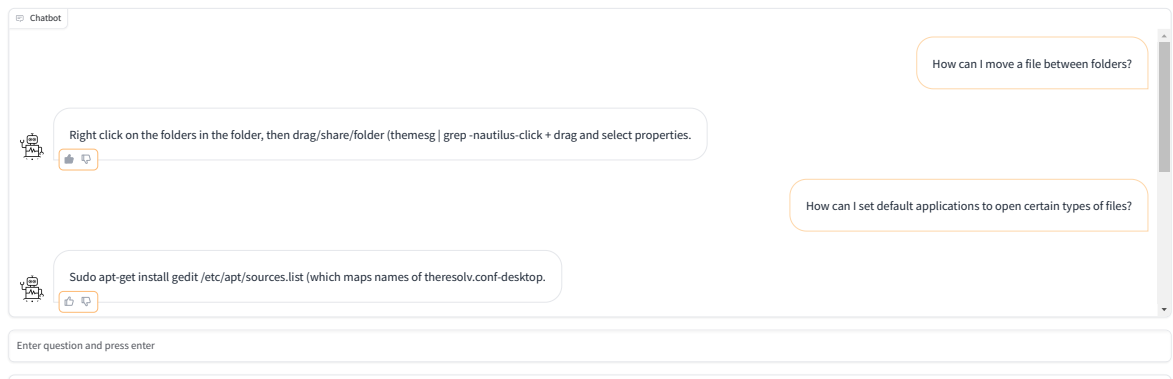 Chatbot
How can I move a file between folders?
Right click on the folders in the folder, then drag/share/folder (themesg | grep -nautilus-click + drag and select properties.
How can I set default applications to open certain types of files?
Sudo apt-get install gedit /etc/apt/sources.list (which maps names of theresolv.conf-desktop.
Enter question and press enter